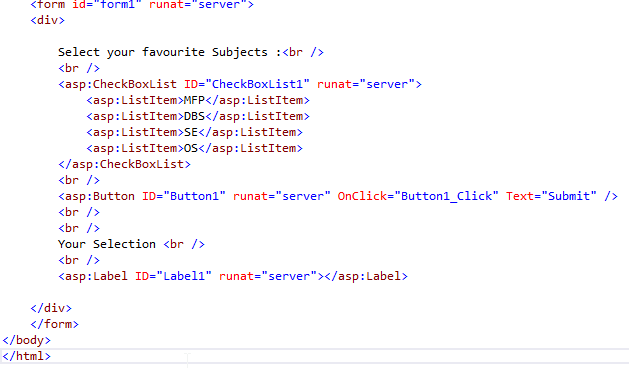 <form id="form1" runat="server">
<div>
Select your favourite Subjects :<br />
<br />
<asp:CheckBoxList ID="CheckBoxList1" runat="server">
<asp:ListItem>MFP</asp:ListItem>
<asp:ListItem>DBS</asp:ListItem>
<asp:ListItem>SE</asp:ListItem>
<asp:ListItem>OS</asp:ListItem>
</asp:CheckBoxList>
<br />
<asp:Button ID="Button1" runat="server" OnClick="Button1_Click" Text="Submit" />
<br />
<br />
Your Selection <br />
<br />
<asp:Label ID="Label1" runat="server"></asp:Label>
</div>
</form>
</body>
</html>